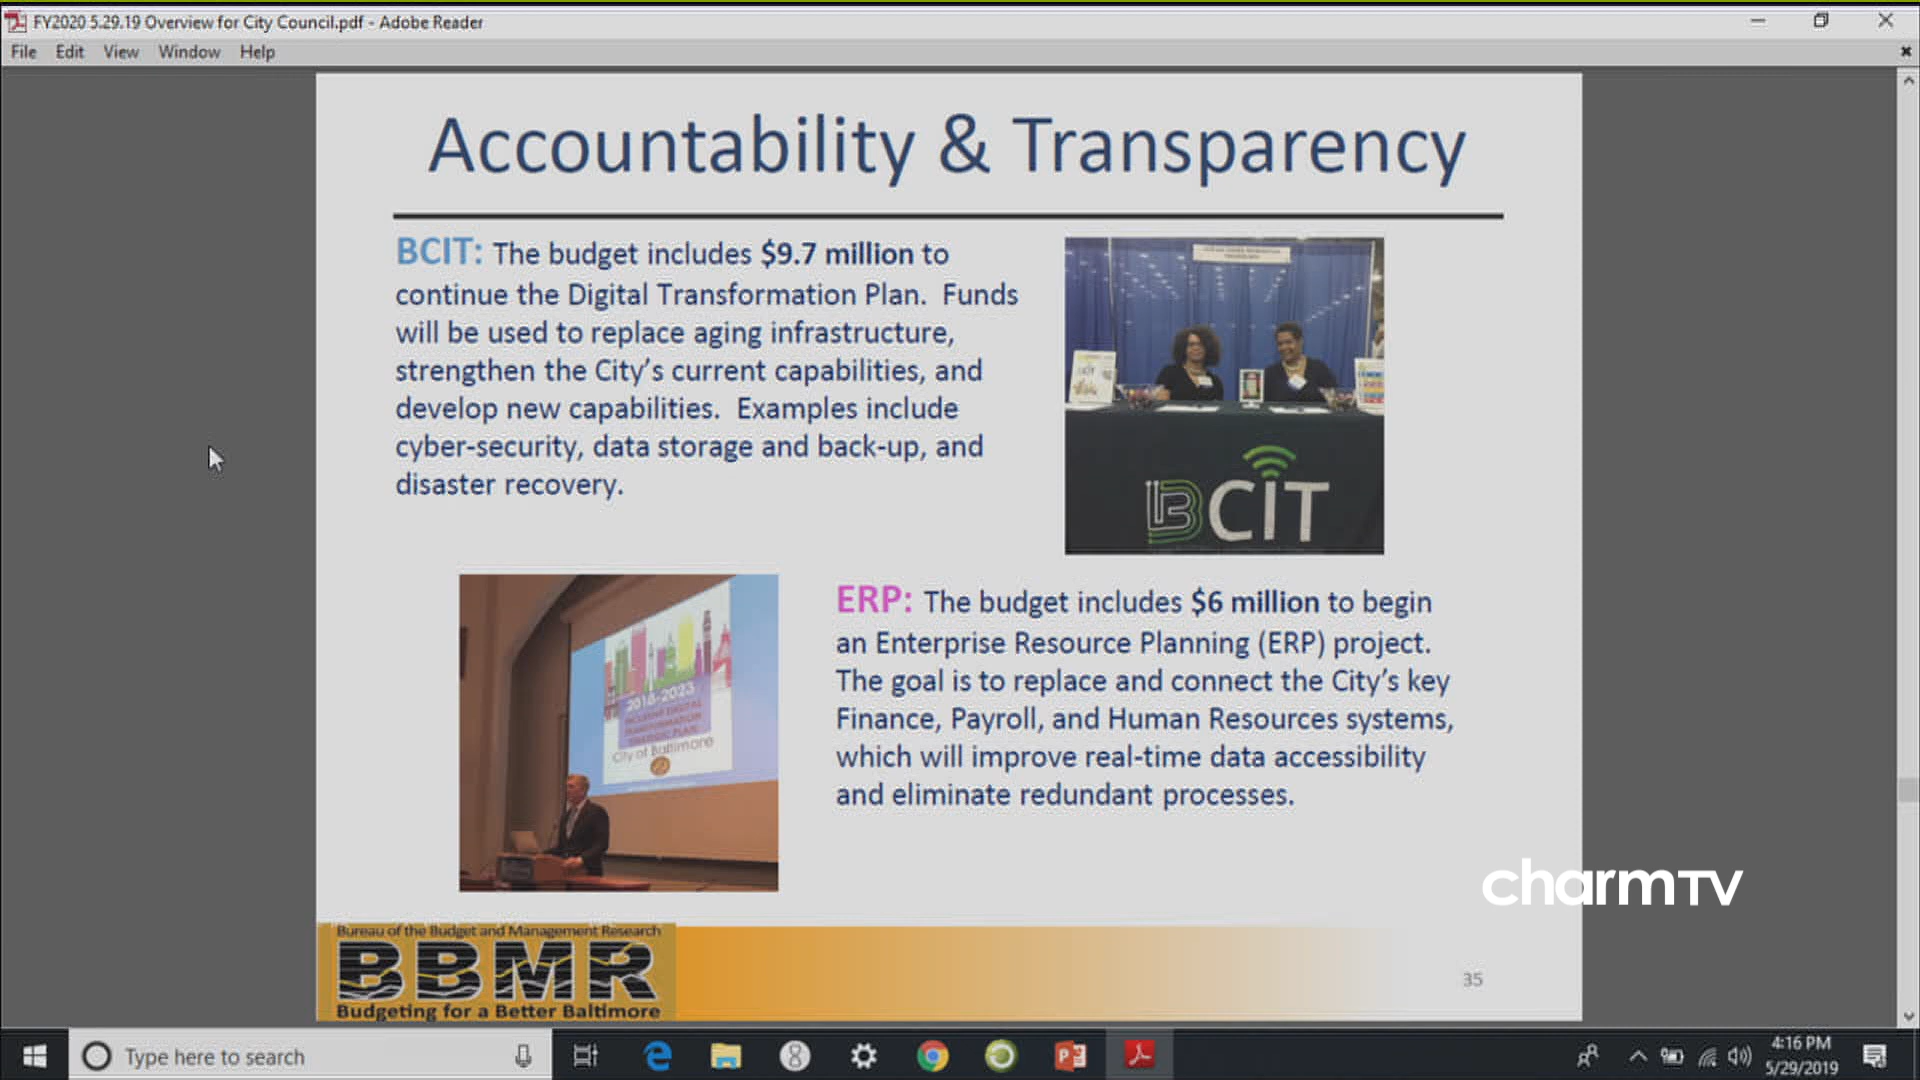 FY2020 5.29.19 Overview for City Council.pdf - Adobe Reader
File Edit View Window Help
Accountability & Transparency
BCIT: The budget includes $9.7 million to
continue the Digital Transformation Plan. Funds
will be used to replace aging infrastructure,
strengthen the City's current capabilities, and
develop new capabilities. Examples include
cyber-security, data storage and back-up, and
disaster recovery.
BCIT
BCIT
ERP: The budget includes $6 million to begin
an Enterprise Resource Planning (ERP) project.
The goal is to replace and connect the City's key
Finance, Payroll, and Human Resources systems,
which will improve real-time data accessibility
and eliminate redundant processes.
2018-2023
INCLUSIVE DIGITAL
TRANSFORMATION
STRATEGIC PLAN
City of Baltimore
charmTV
Bureau of the Budget and Management Research
BBMR
Budgeting for a Better Baltimore
35
Type here to search
4:16 PM
5/29/2019